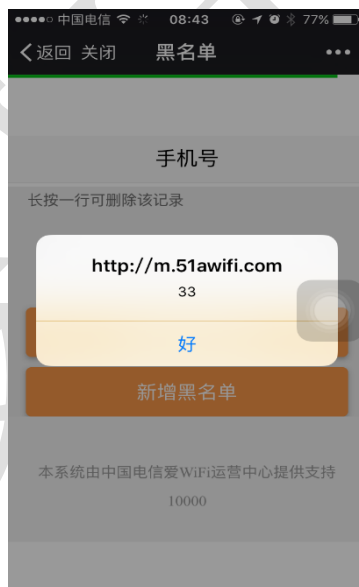 中国电信 08:43 77%
返回 关闭 黑名单
手机号
长按一行可删除该记录
http://m.51awifi.com
33
好
新增黑名单
本系统由中国电信爱WiFi运营中心提供支持
10000